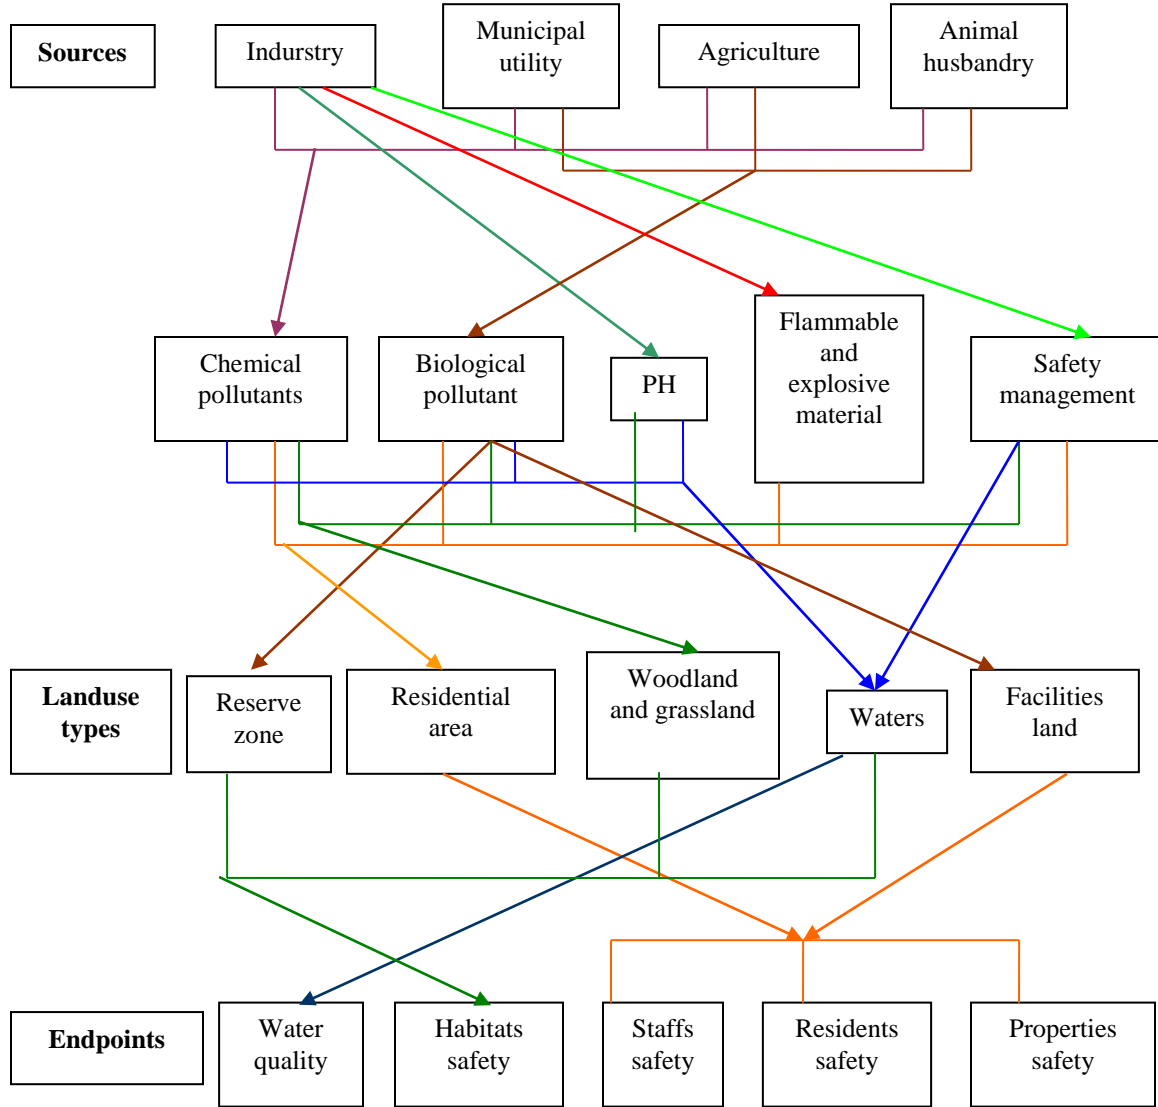 Sources
Indurstry
Municipal
utility
Agriculture
Animal
husbandry
Chemical
pollutants
Biological
pollutant
PH
Flammable
and
explosive
material
Safety
management
Landuse
types
Reserve
zone
Residential
area
Woodland
and grassland
Waters
Facilities
land
Endpoints
Water
quality
Habitats
safety
Staffs
safety
Residents
safety
Properties
safety